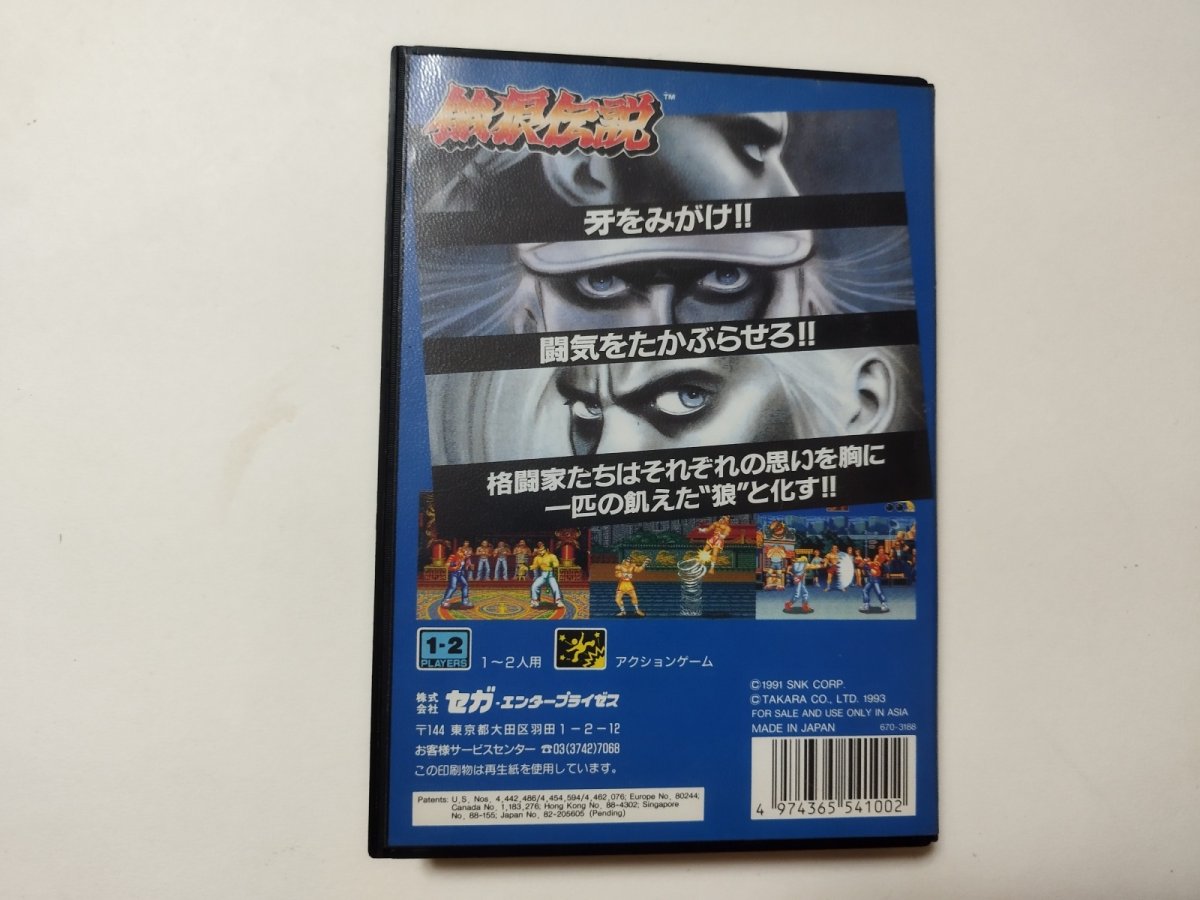 餓狼伝説™
牙をみがけ!!
闘気をたかぶらせろ!!
格闘家たちはそれぞれの思いを胸に
一匹の飢えた“狼”と化す!!
1-2
PLAYERS
1〜2人用
アクションゲーム
株式会社 セガ・エンタープライゼス
〒144 東京都大田区羽田1-2-12
お客様サービスセンター ☎03(3742)7068
この印刷物は再生紙を使用しています。
Patents: U.S. Nos. 4,442,486/4,454,594/4,462,076; Europe No. 80244;
Canada No. 1,183,276; Hong Kong No. 88-4302; Singapore
No. 88-155; Japan No. 82-205605 (Pending)
©1991 SNK CORP.
©TAKARA CO., LTD. 1993
FOR SALE AND USE ONLY IN ASIA
MADE IN JAPAN 670-3188
4 974365 541002